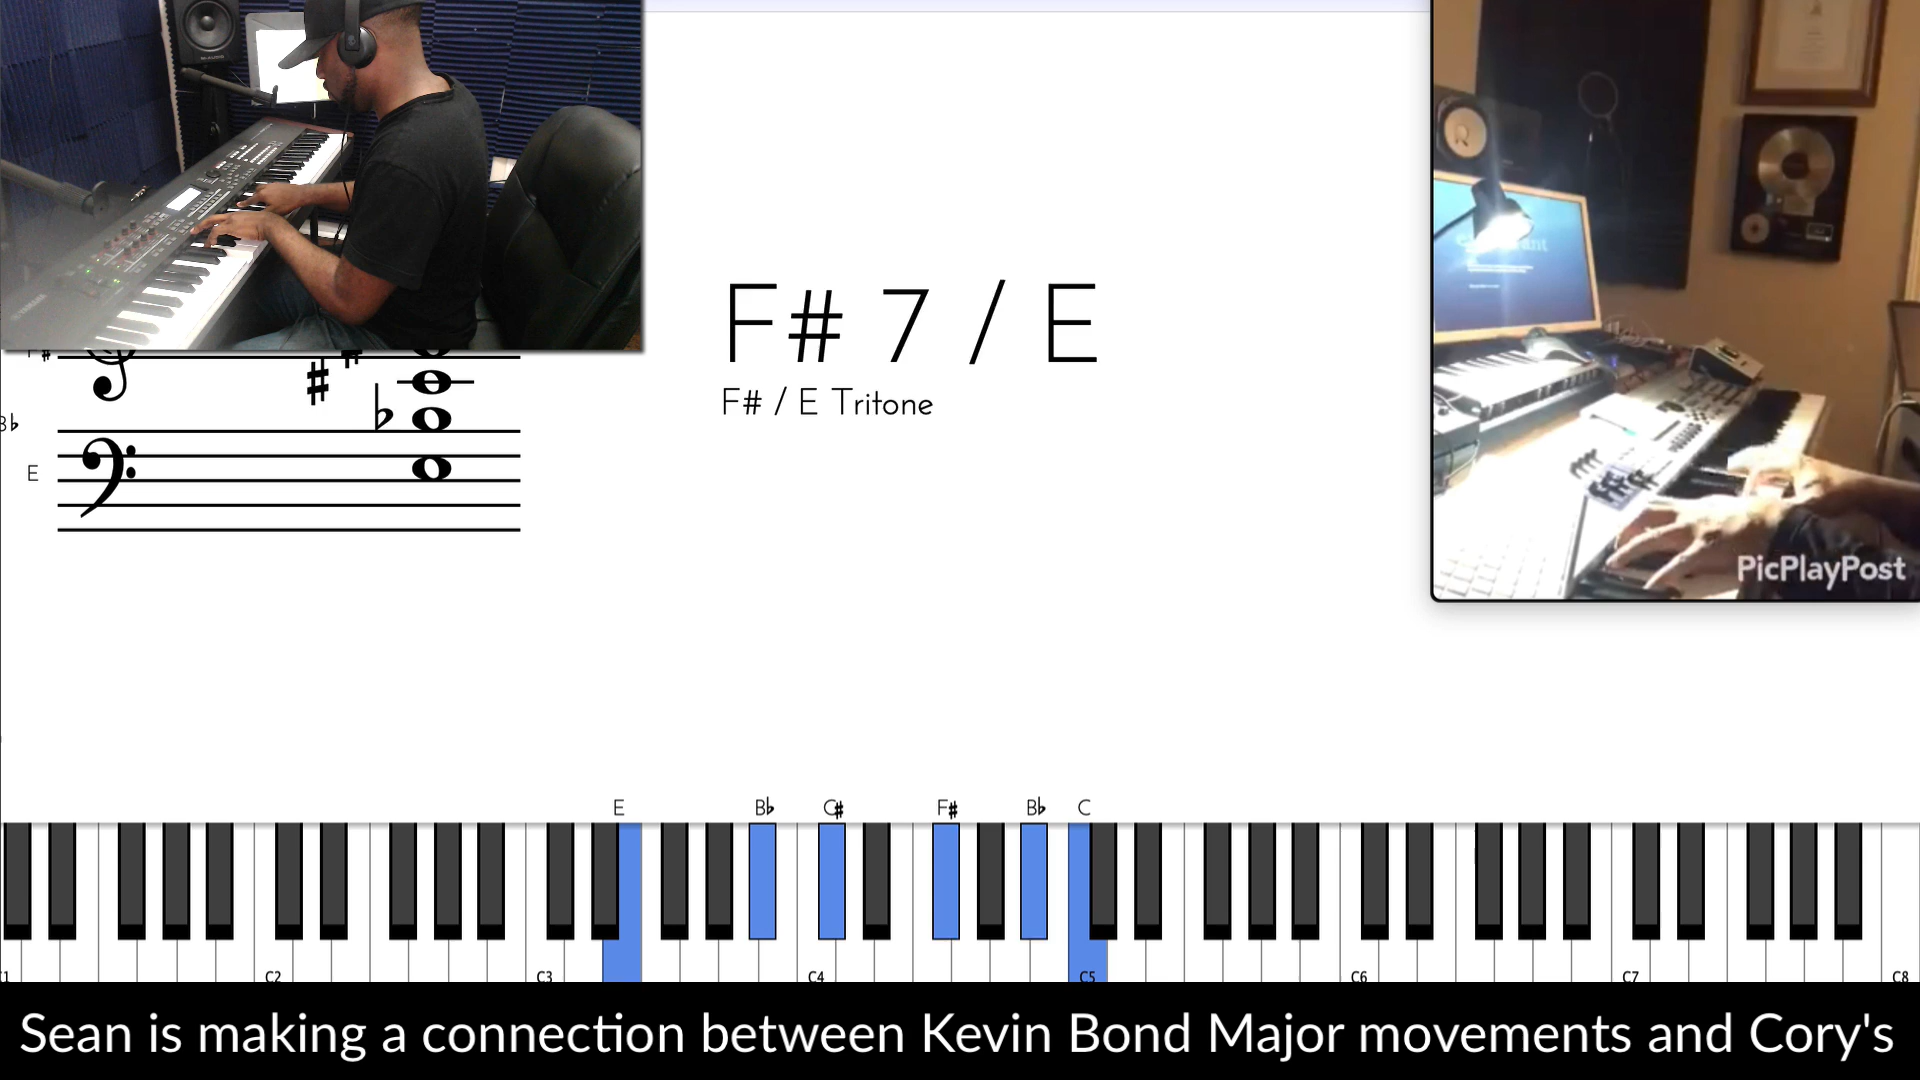 F# 7 / E
F# / E Tritone
F#
Bb
E
PicPlayPost
E Bb C# F# Bb C
C2 C3 C4 C5 C6 C7 C8
Sean is making a connection between Kevin Bond Major movements and Cory's